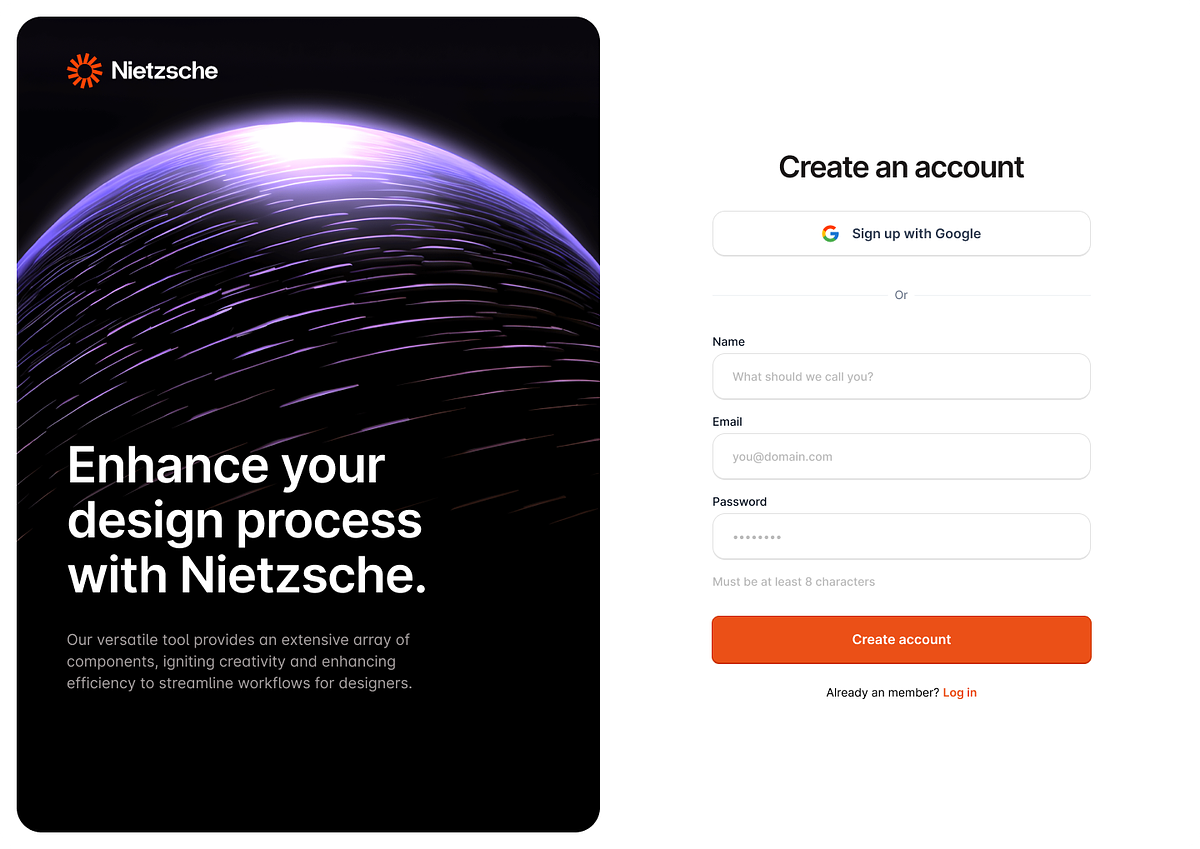 Nietzsche
Enhance your
design process
with Nietzsche.
Our versatile tool provides an extensive array of
components, igniting creativity and enhancing
efficiency to streamline workflows for designers.
Create an account
Sign up with Google
Or
Name
What should we call you?
Email
you@domain.com
Password
••••••••
Must be at least 8 characters
Create account
Already an member? Log in